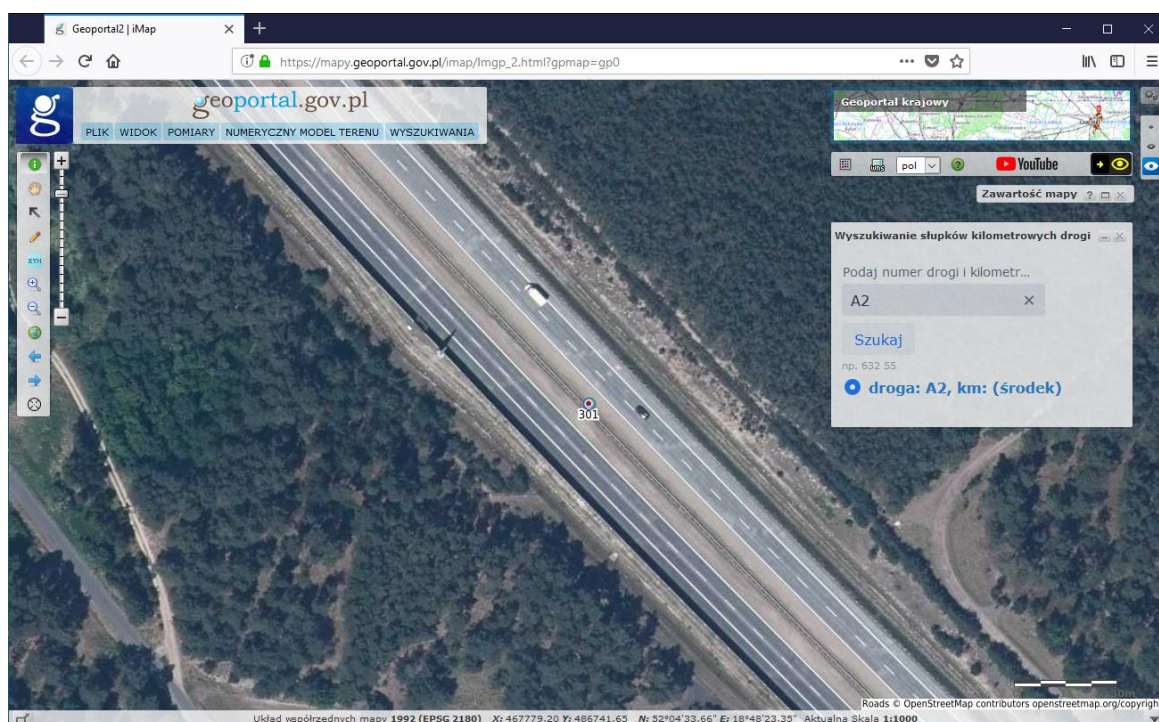 Geoportal2 | iMap
https://mapy.geoportal.gov.pl/imap/Imgp_2.html?gpmap=gp0
geoportal.gov.pl
PLIK WIDOK POMIARY NUMERYCZNY MODEL TERENU WYSZUKIWANIA
Geoportal krajowy
XYH
WMS pol YouTube
Zawartość mapy
Wyszukiwanie słupków kilometrowych drogi
Podaj numer drogi i kilometr...
A2
Szukaj
np. 632 55
droga: A2, km: (środek)
301
Roads © OpenStreetMap contributors openstreetmap.org/copyrigh
Układ współrzędnych mapy 1992 (EPSG 2180) X: 467779.20 Y: 486741.65 N: 52°04'33.66" E: 18°48'23.35" Aktualna Skala 1:1000